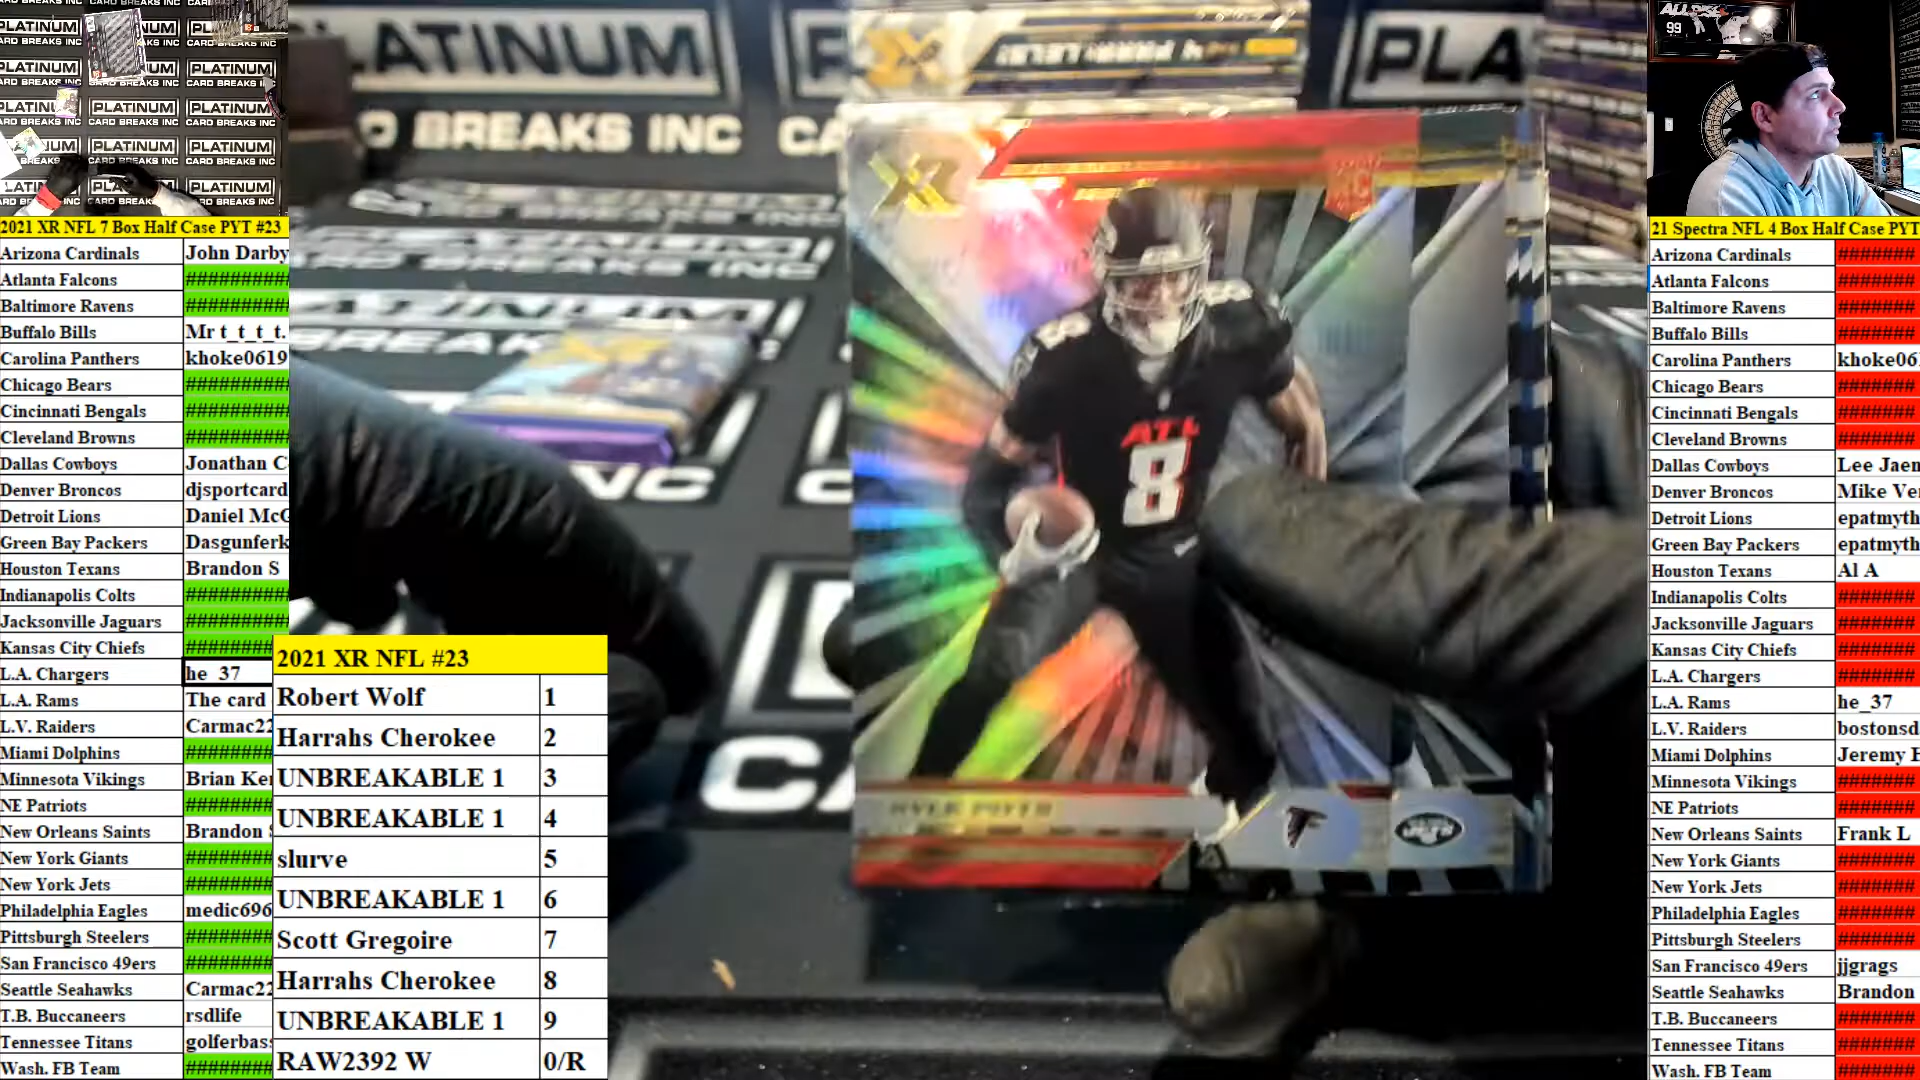 2021 XR NFL 7 Box Half Case PYT #23
Arizona Cardinals John Darby
Atlanta Falcons ##########
Baltimore Ravens ##########
Buffalo Bills Mr t_t_t_t.
Carolina Panthers khoke0619
Chicago Bears ##########
Cincinnati Bengals ##########
Cleveland Browns ##########
Dallas Cowboys Jonathan C
Denver Broncos djsportcard
Detroit Lions Daniel McG
Green Bay Packers Dasgunferk
Houston Texans Brandon S
Indianapolis Colts ##########
Jacksonville Jaguars ##########
Kansas City Chiefs ##########
L.A. Chargers he_37
L.A. Rams The card
L.V. Raiders Carmac22
Miami Dolphins ########
Minnesota Vikings Brian Ke
NE Patriots ########
New Orleans Saints Brandon
New York Giants ########
New York Jets ########
Philadelphia Eagles medic696
Pittsburgh Steelers ########
San Francisco 49ers ########
Seattle Seahawks Carmac22
T.B. Buccaneers rsdlife
Tennessee Titans golferbas
Wash. FB Team ########
2021 XR NFL #23
Robert Wolf 1
Harrahs Cherokee 2
UNBREAKABLE 1 3
UNBREAKABLE 1 4
slurve 5
UNBREAKABLE 1 6
Scott Gregoire 7
Harrahs Cherokee 8
UNBREAKABLE 1 9
RAW2392 W 0/R
PLATINUM
CARD BREAKS INC
LATINUM
D BREAKS INC
PLA
XR
ATL
8
8
8
KYLE PITTS
99
21 Spectra NFL 4 Box Half Case PYT
Arizona Cardinals #######
Atlanta Falcons #######
Baltimore Ravens #######
Buffalo Bills #######
Carolina Panthers khoke06
Chicago Bears #######
Cincinnati Bengals #######
Cleveland Browns #######
Dallas Cowboys Lee Jaen
Denver Broncos Mike Ve
Detroit Lions epatmyth
Green Bay Packers epatmyth
Houston Texans Al A
Indianapolis Colts #######
Jacksonville Jaguars #######
Kansas City Chiefs #######
L.A. Chargers #######
L.A. Rams he_37
L.V. Raiders bostonsd
Miami Dolphins Jeremy H
Minnesota Vikings #######
NE Patriots #######
New Orleans Saints Frank L
New York Giants #######
New York Jets #######
Philadelphia Eagles #######
Pittsburgh Steelers #######
San Francisco 49ers jjgrags
Seattle Seahawks Brandon
T.B. Buccaneers #######
Tennessee Titans #######
Wash. FB Team #######